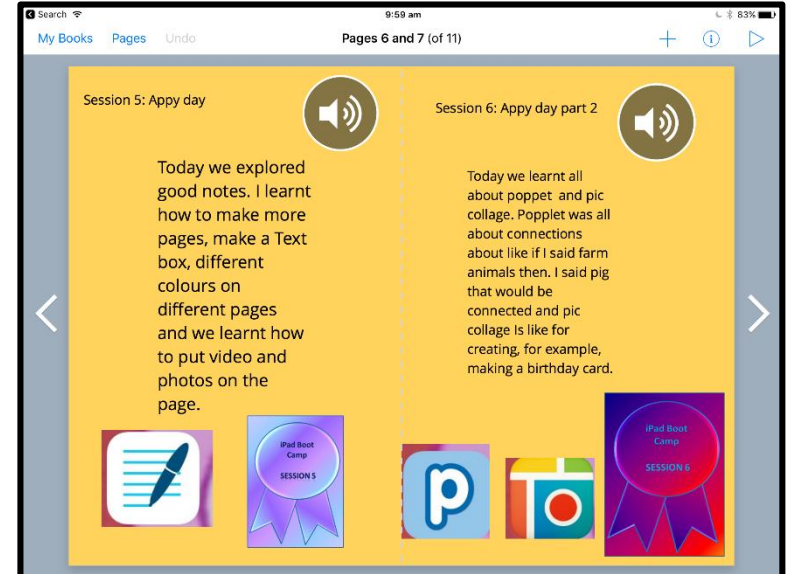 Search
9:59 am
83%
My Books
Pages
Undo
Pages 6 and 7 (of 11)
Session 5: Appy day
Today we explored
good notes. I learnt
how to make more
pages, make a Text
box, different
colours on
different pages
and we learnt how
to put video and
photos on the
page.
iPad Boot
Camp
SESSION 5
Session 6: Appy day part 2
Today we learnt all
about poppet and pic
collage. Popplet was all
about connections
about like if I said farm
animals then. I said pig
that would be
connected and pic
collage Is like for
creating, for example,
making a birthday card.
p
iPad Boot
Camp
SESSION 6